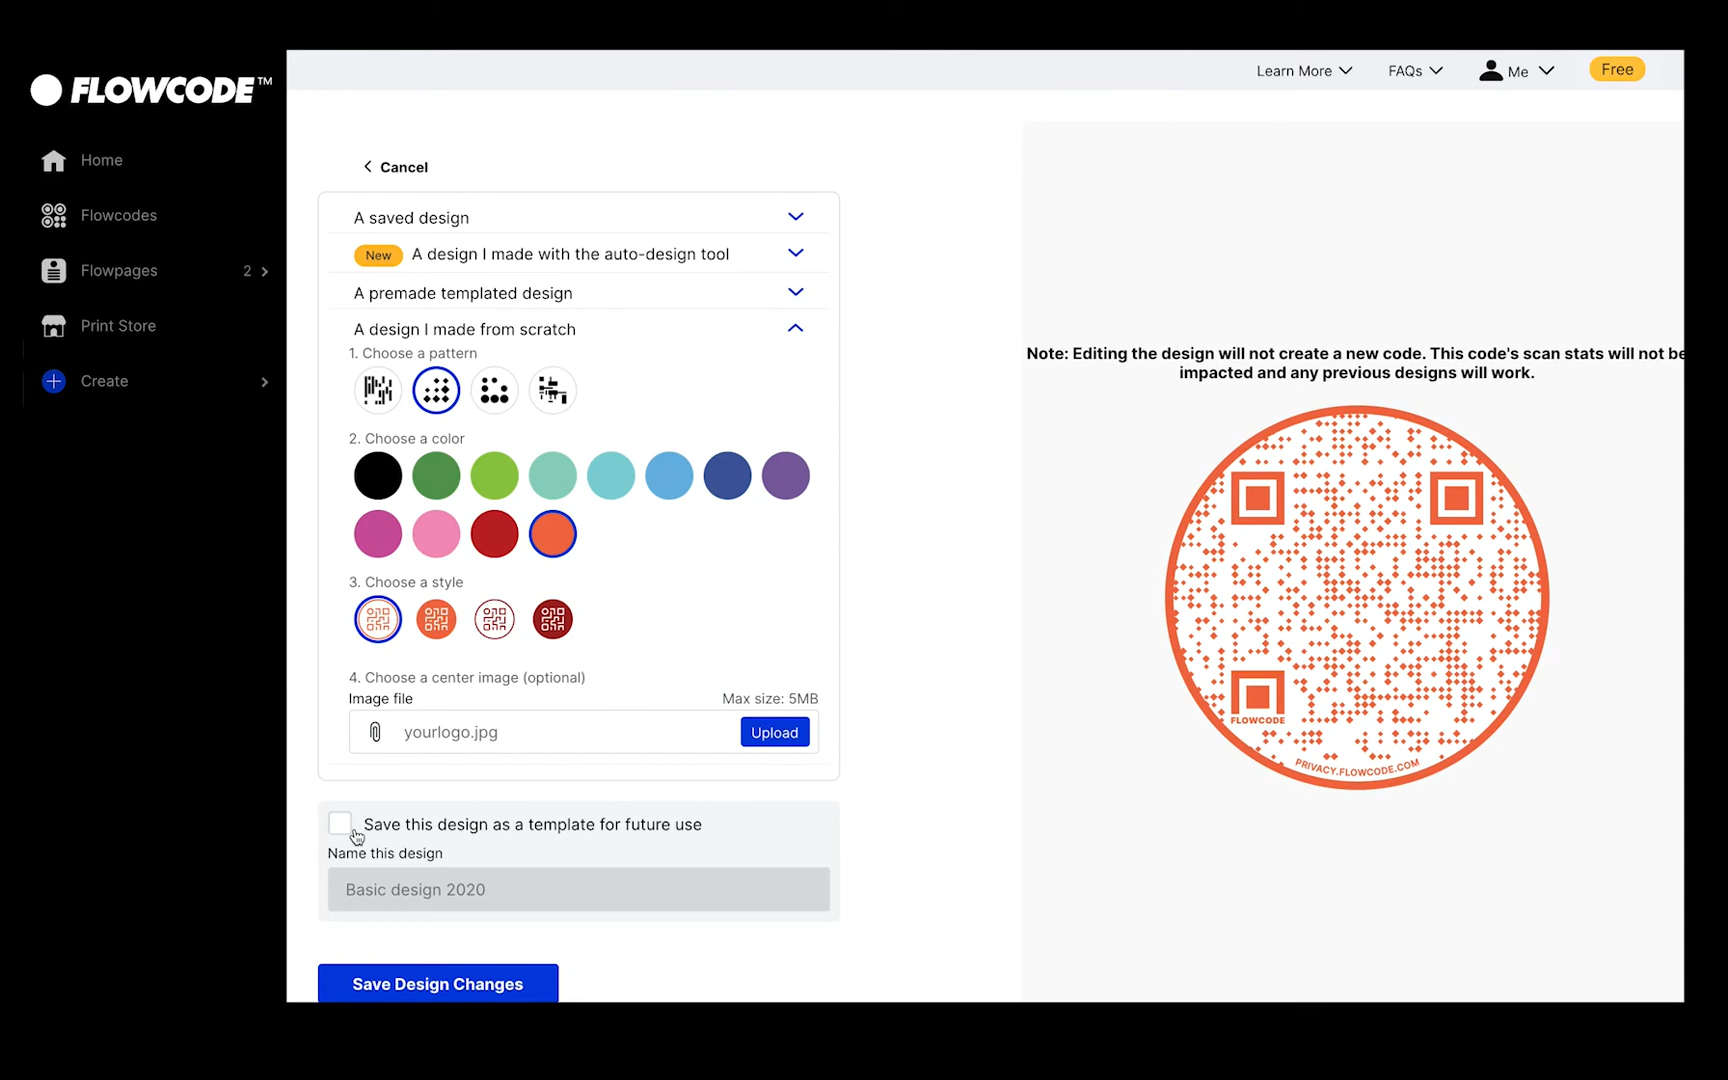 FLOWCODE™
Home
Flowcodes
Flowpages 2
Print Store
Create
Learn More
FAQs
Me
Free
Cancel
A saved design
New A design I made with the auto-design tool
A premade templated design
A design I made from scratch
1. Choose a pattern
2. Choose a color
3. Choose a style
4. Choose a center image (optional)
Image file Max size: 5MB
yourlogo.jpg Upload
Save this design as a template for future use
Name this design
Basic design 2020
Save Design Changes
Note: Editing the design will not create a new code. This code's scan stats will not be
impacted and any previous designs will work.
FLOWCODE
PRIVACY.FLOWCODE.COM